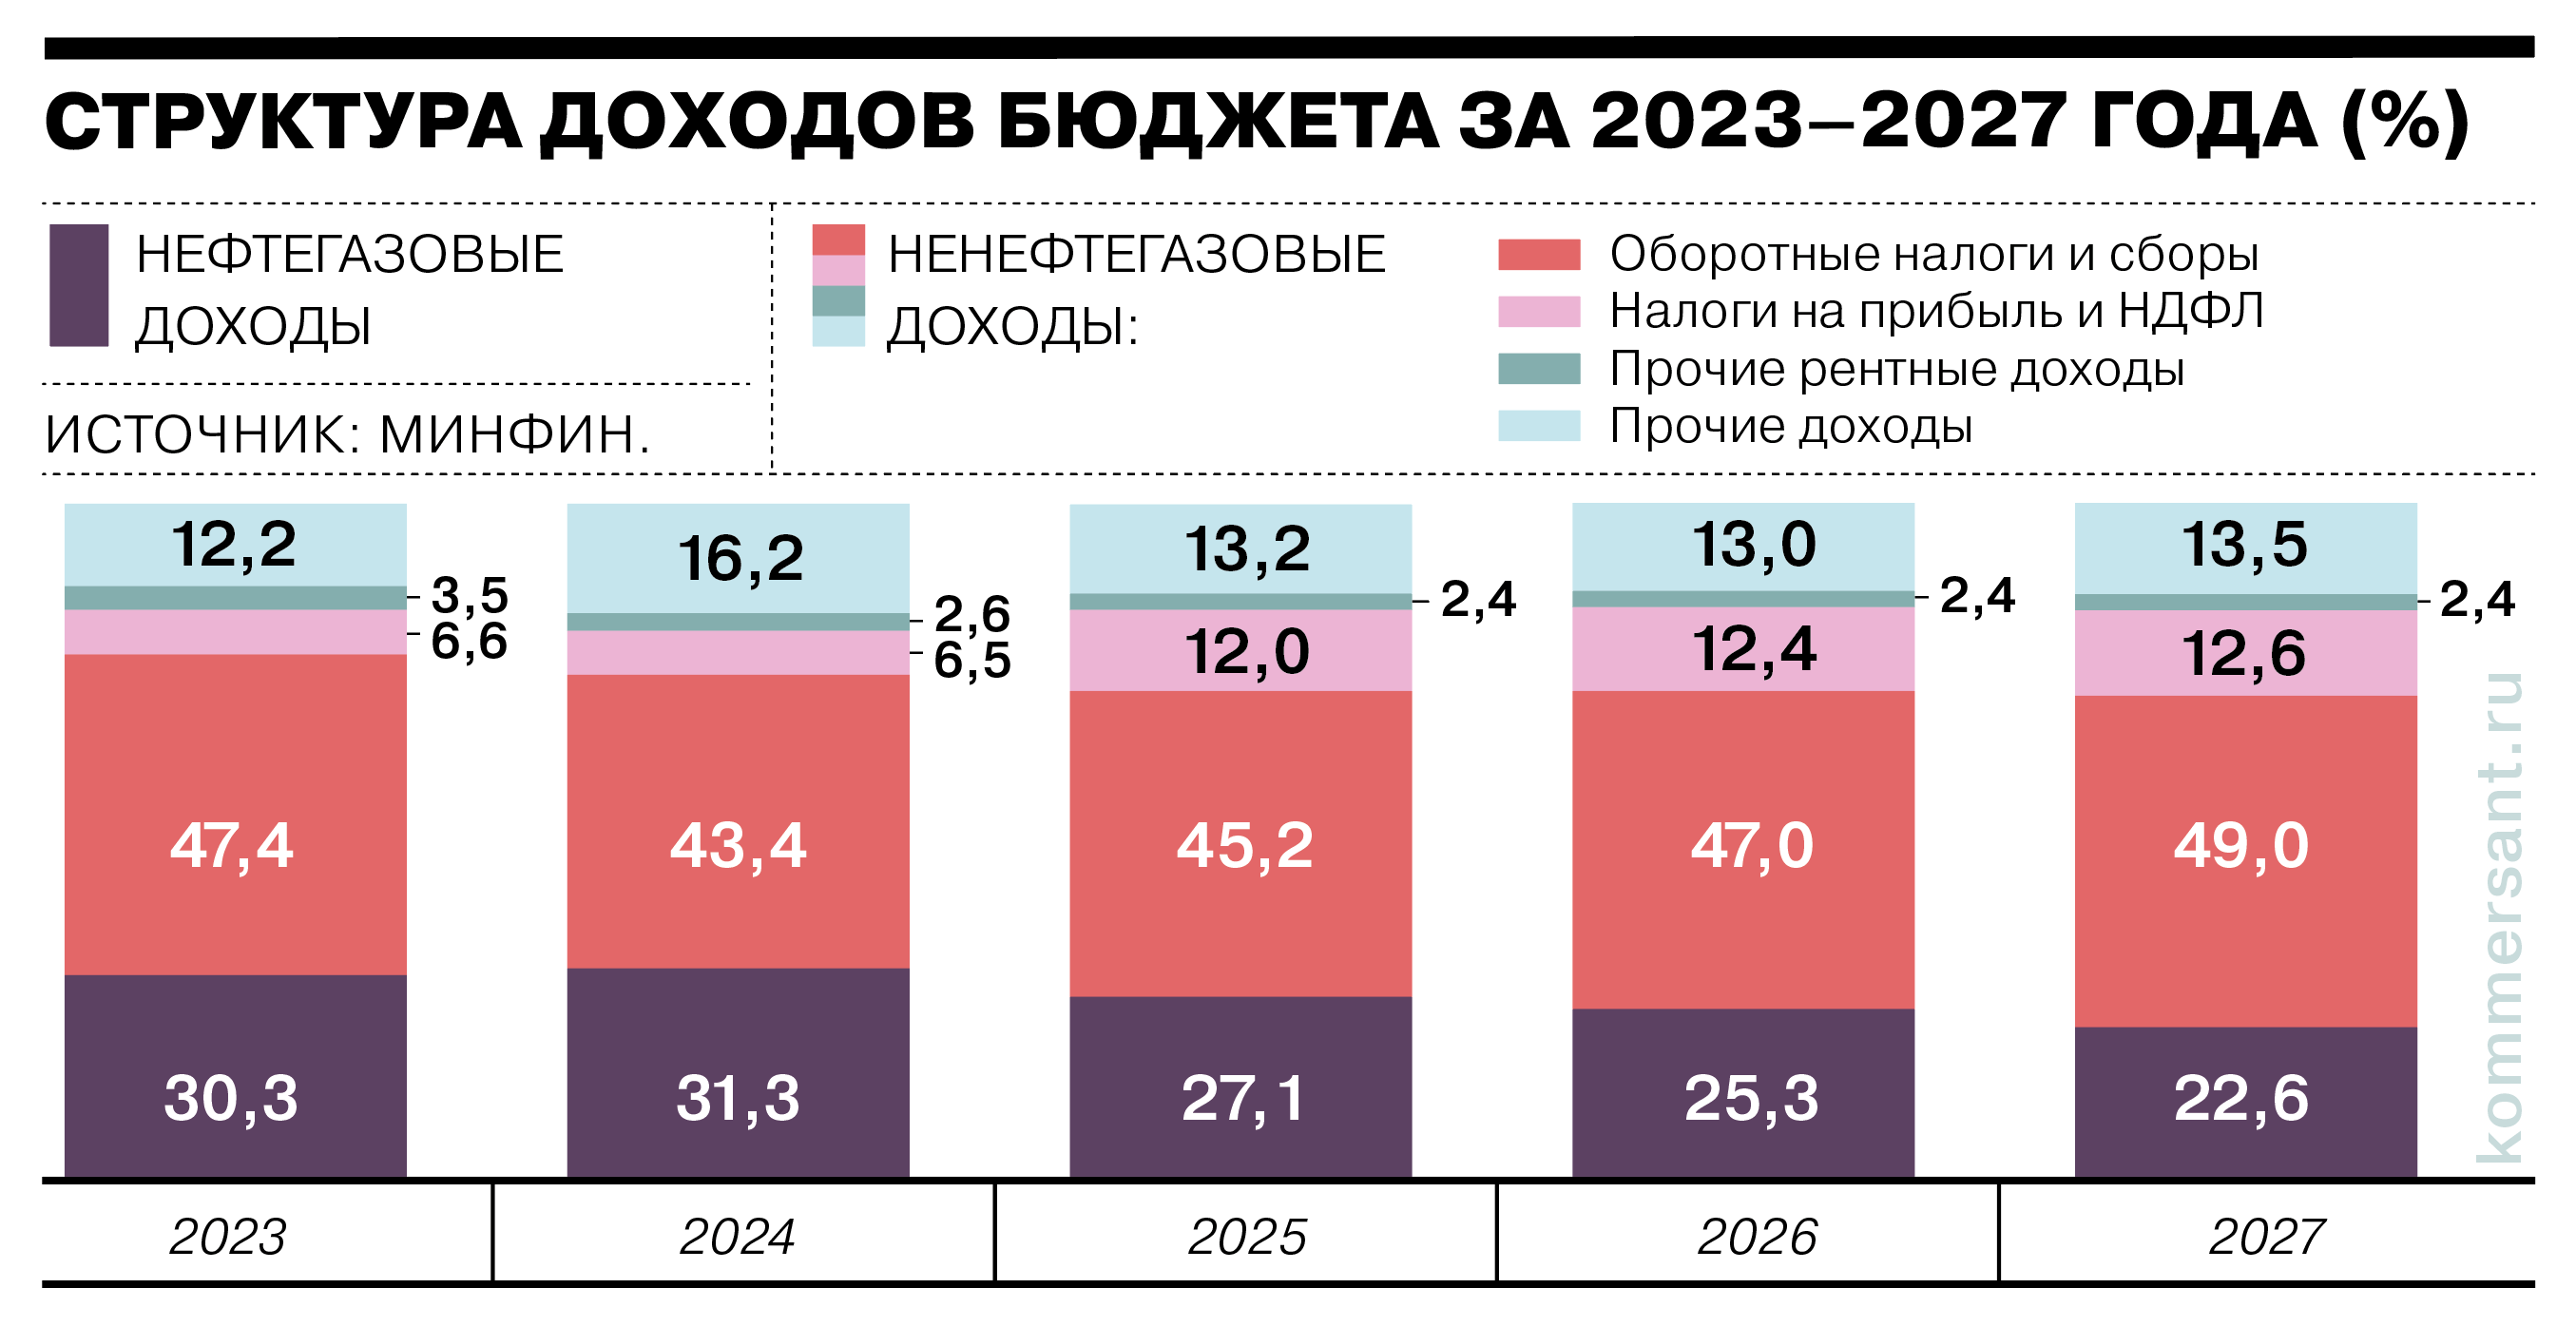 СТРУКТУРА ДОХОДОВ БЮДЖЕТА ЗА 2023–2027 ГОДА (%)
НЕФТЕГАЗОВЫЕ
ДОХОДЫ
ИСТОЧНИК: МИНФИН.
НЕНЕФТЕГАЗОВЫЕ
ДОХОДЫ:
Оборотные налоги и сборы
Налоги на прибыль и НДФЛ
Прочие рентные доходы
Прочие доходы
12,2
3,5
6,6
47,4
30,3
16,2
2,6
6,5
43,4
31,3
13,2
2,4
12,0
45,2
27,1
13,0
2,4
12,4
47,0
25,3
13,5
2,4
12,6
49,0
22,6
kommersant.ru
2023
2024
2025
2026
2027